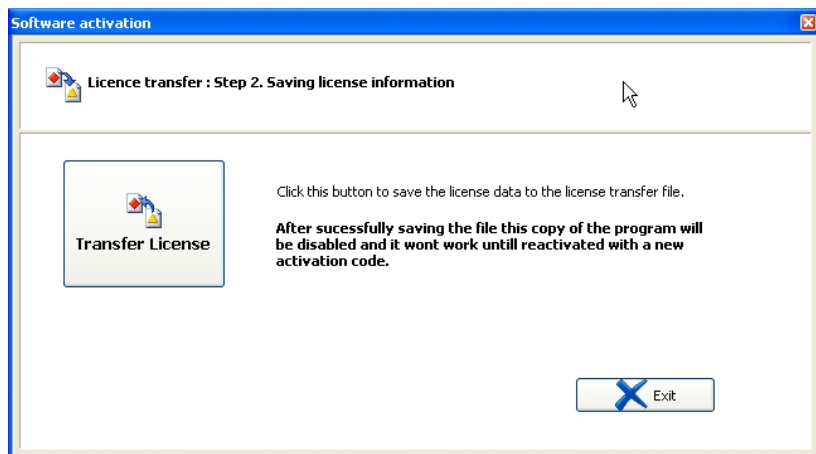 Software activation
Licence transfer : Step 2. Saving license information
Click this button to save the license data to the license transfer file.
Transfer License
After sucessfully saving the file this copy of the program will
be disabled and it wont work untill reactivated with a new
activation code.
Exit